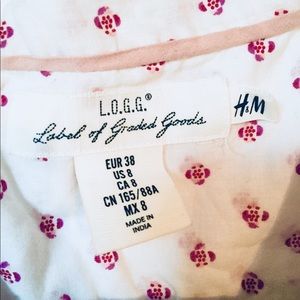 L.O.G.G.®
Label of Graded Goods
H&M
EUR 38
US 8
CA 8
CN 165/88A
MX 8
MADE IN
INDIA